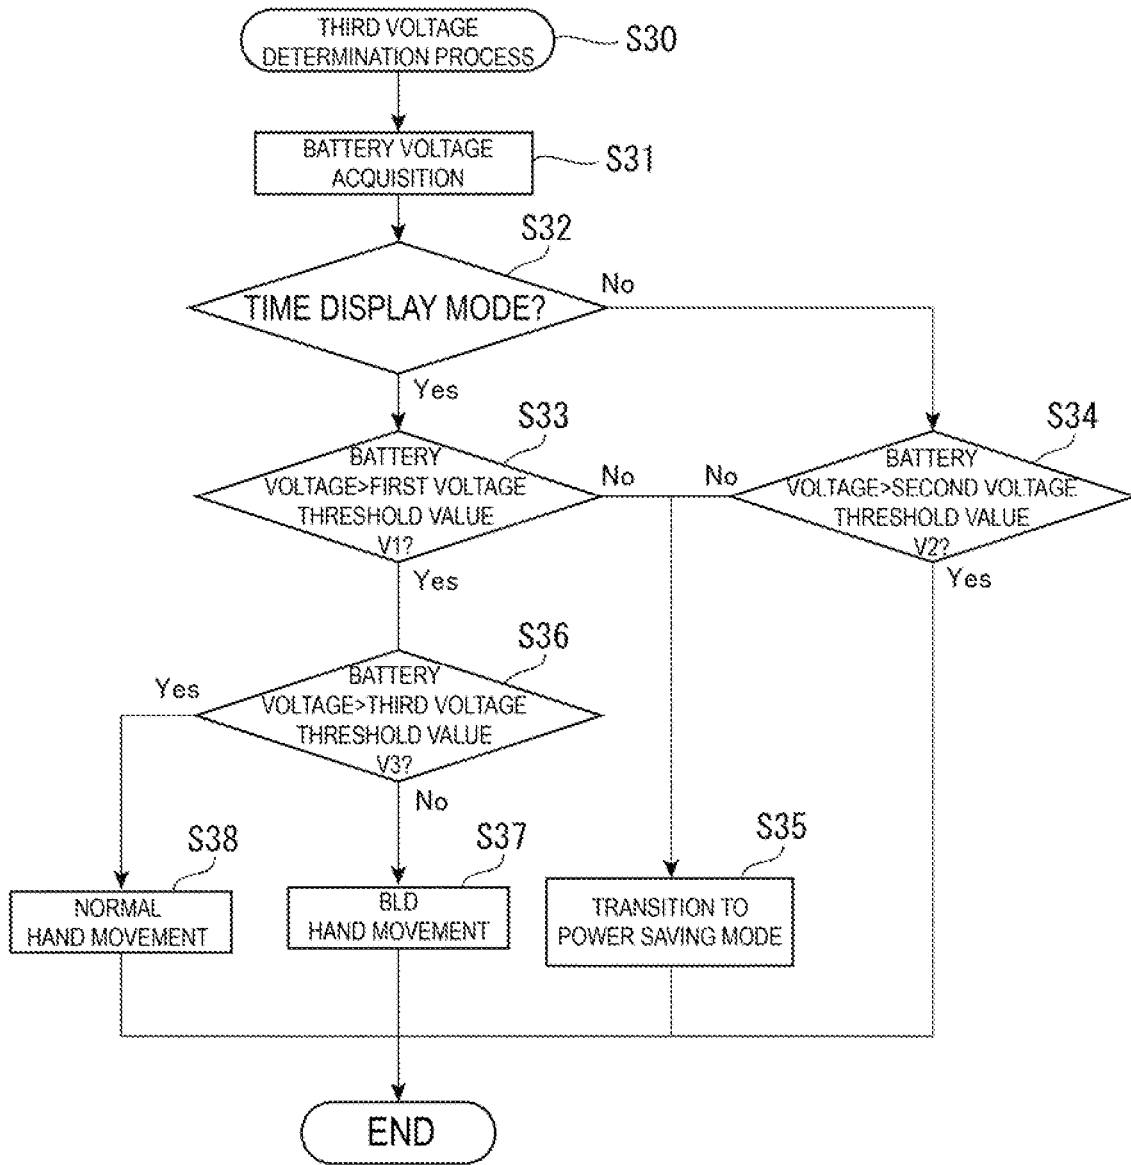 THIRD VOLTAGE
DETERMINATION PROCESS
S30
BATTERY VOLTAGE
ACQUISITION
S31
S32
TIME DISPLAY MODE?
No
Yes
S33
BATTERY
VOLTAGE>FIRST VOLTAGE
THRESHOLD VALUE
V1?
No
Yes
S34
BATTERY
VOLTAGE>SECOND VOLTAGE
THRESHOLD VALUE
V2?
No
Yes
S36
BATTERY
VOLTAGE>THIRD VOLTAGE
THRESHOLD VALUE
V3?
Yes
No
S38
NORMAL
HAND MOVEMENT
S37
BLD
HAND MOVEMENT
S35
TRANSITION TO
POWER SAVING MODE
END